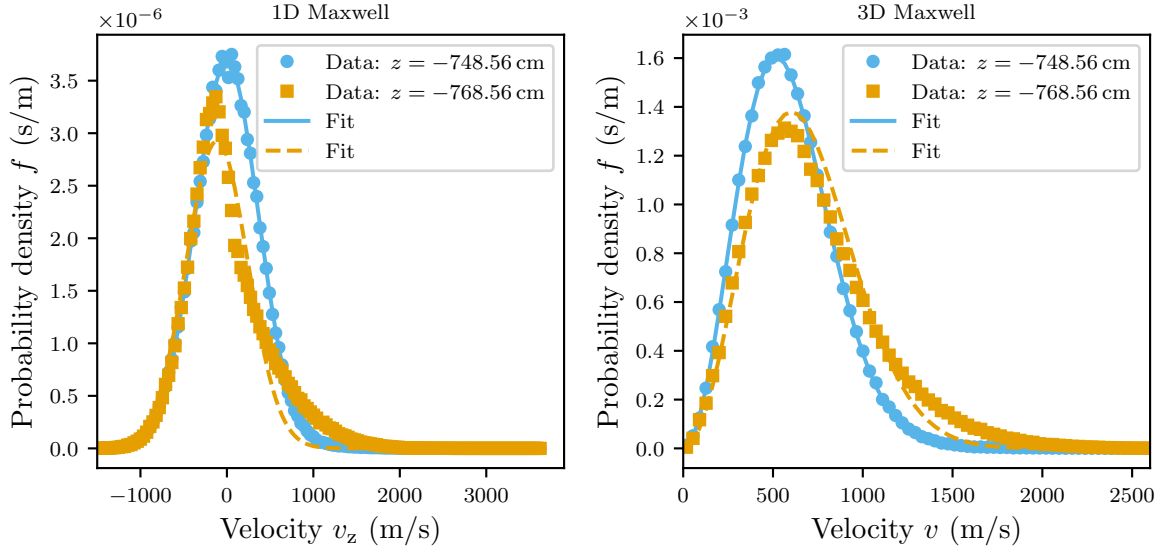 1D Maxwell
×10⁻⁶
3.5
3.0
2.5
2.0
1.5
1.0
0.5
0.0
Probability density f (s/m)
Data: z = −748.56 cm
Data: z = −768.56 cm
Fit
Fit
−1000
0
1000
2000
3000
Velocity v_z (m/s)
3D Maxwell
×10⁻³
1.6
1.4
1.2
1.0
0.8
0.6
0.4
0.2
0.0
Probability density f (s/m)
Data: z = −748.56 cm
Data: z = −768.56 cm
Fit
Fit
0
500
1000
1500
2000
2500
Velocity v (m/s)